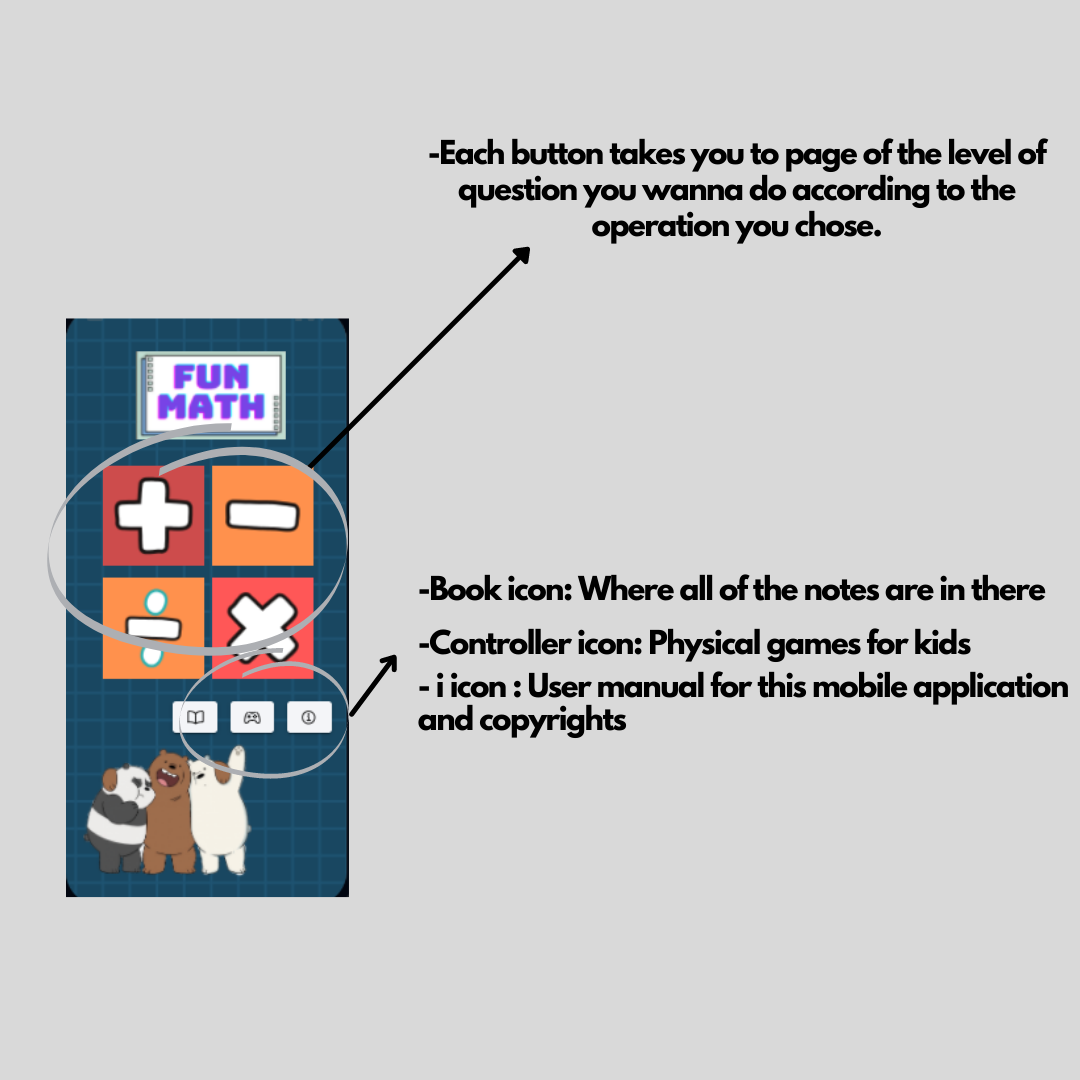 -Each button takes you to page of the level of
question you wanna do according to the
operation you chose.
FUN
MATH
-Book icon: Where all of the notes are in there
-Controller icon: Physical games for kids
- i icon : User manual for this mobile application
and copyrights